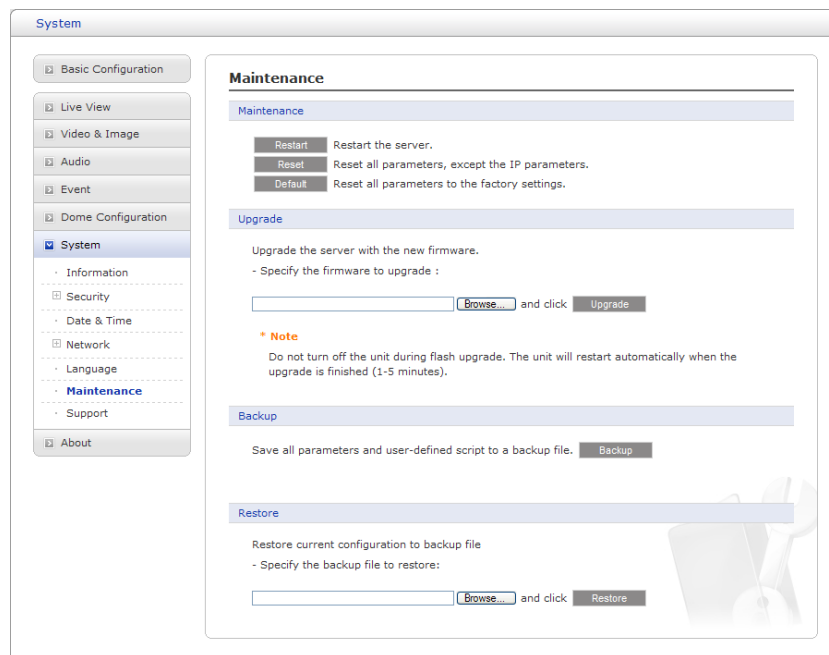 System
Basic Configuration
Live View
Video & Image
Audio
Event
Dome Configuration
System
· Information
Security
· Date & Time
Network
· Language
· Maintenance
· Support
About
Maintenance
Maintenance
Restart Restart the server.
Reset Reset all parameters, except the IP parameters.
Default Reset all parameters to the factory settings.
Upgrade
Upgrade the server with the new firmware.
- Specify the firmware to upgrade :
Browse... and click Upgrade
* Note
Do not turn off the unit during flash upgrade. The unit will restart automatically when the
upgrade is finished (1-5 minutes).
Backup
Save all parameters and user-defined script to a backup file. Backup
Restore
Restore current configuration to backup file
- Specify the backup file to restore:
Browse... and click Restore